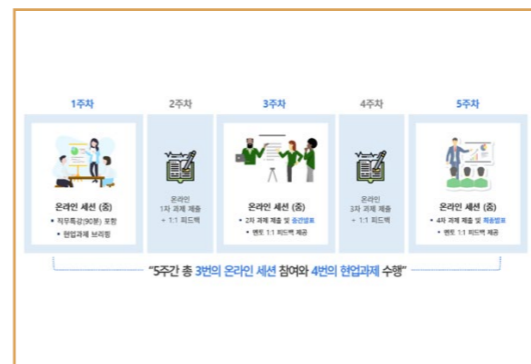 1주차
2주차
3주차
4주차
5주차
온라인 세션 (줌)
• 직무특강(90분) 포함
• 현업과제 브리핑
온라인
1차 과제 제출
+ 1:1 피드백
온라인 세션 (줌)
• 2차 과제 제출 및 중간발표
• 멘토 1:1 피드백 제공
온라인
3차 과제 제출
+ 1:1 피드백
온라인 세션 (줌)
• 4차 과제 제출 및 최종발표
• 멘토 1:1 피드백 제공
“5주간 총 3번의 온라인 세션 참여와 4번의 현업과제 수행”